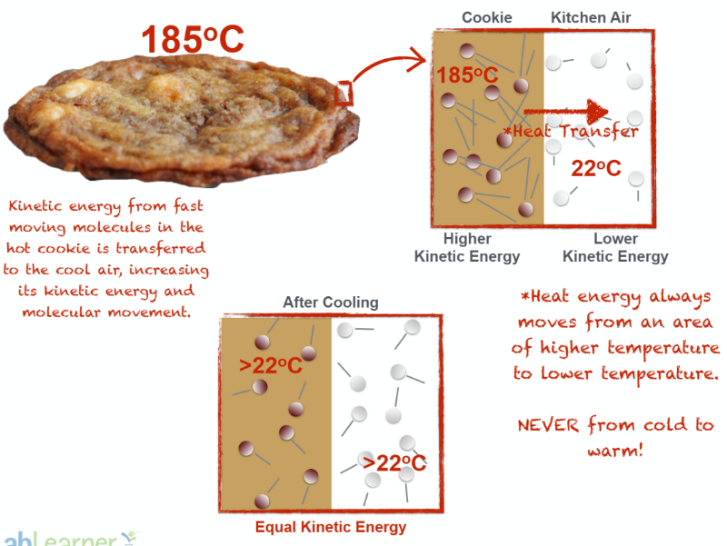 185°C
Cookie
Kitchen Air
185°C
*Heat Transfer
22°C
Higher
Kinetic Energy
Lower
Kinetic Energy
Kinetic energy from fast
moving molecules in the
hot cookie is transferred
to the cool air, increasing
its kinetic energy and
molecular movement.
After Cooling
>22°C
>22°C
Equal Kinetic Energy
*Heat energy always
moves from an area
of higher temperature
to lower temperature.
NEVER from cold to
warm!
abLearner